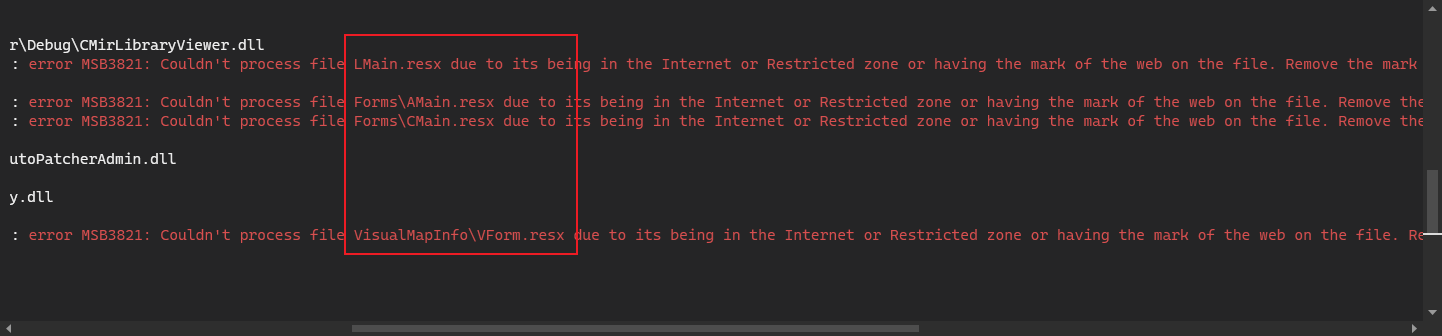 r\Debug\CMirLibraryViewer.dll
: error MSB3821: Couldn't process file LMain.resx due to its being in the Internet or Restricted zone or having the mark of the web on the file. Remove the mark
: error MSB3821: Couldn't process file Forms\AMain.resx due to its being in the Internet or Restricted zone or having the mark of the web on the file. Remove the
: error MSB3821: Couldn't process file Forms\CMain.resx due to its being in the Internet or Restricted zone or having the mark of the web on the file. Remove the
utoPatcherAdmin.dll
y.dll
: error MSB3821: Couldn't process file VisualMapInfo\VForm.resx due to its being in the Internet or Restricted zone or having the mark of the web on the file. Re